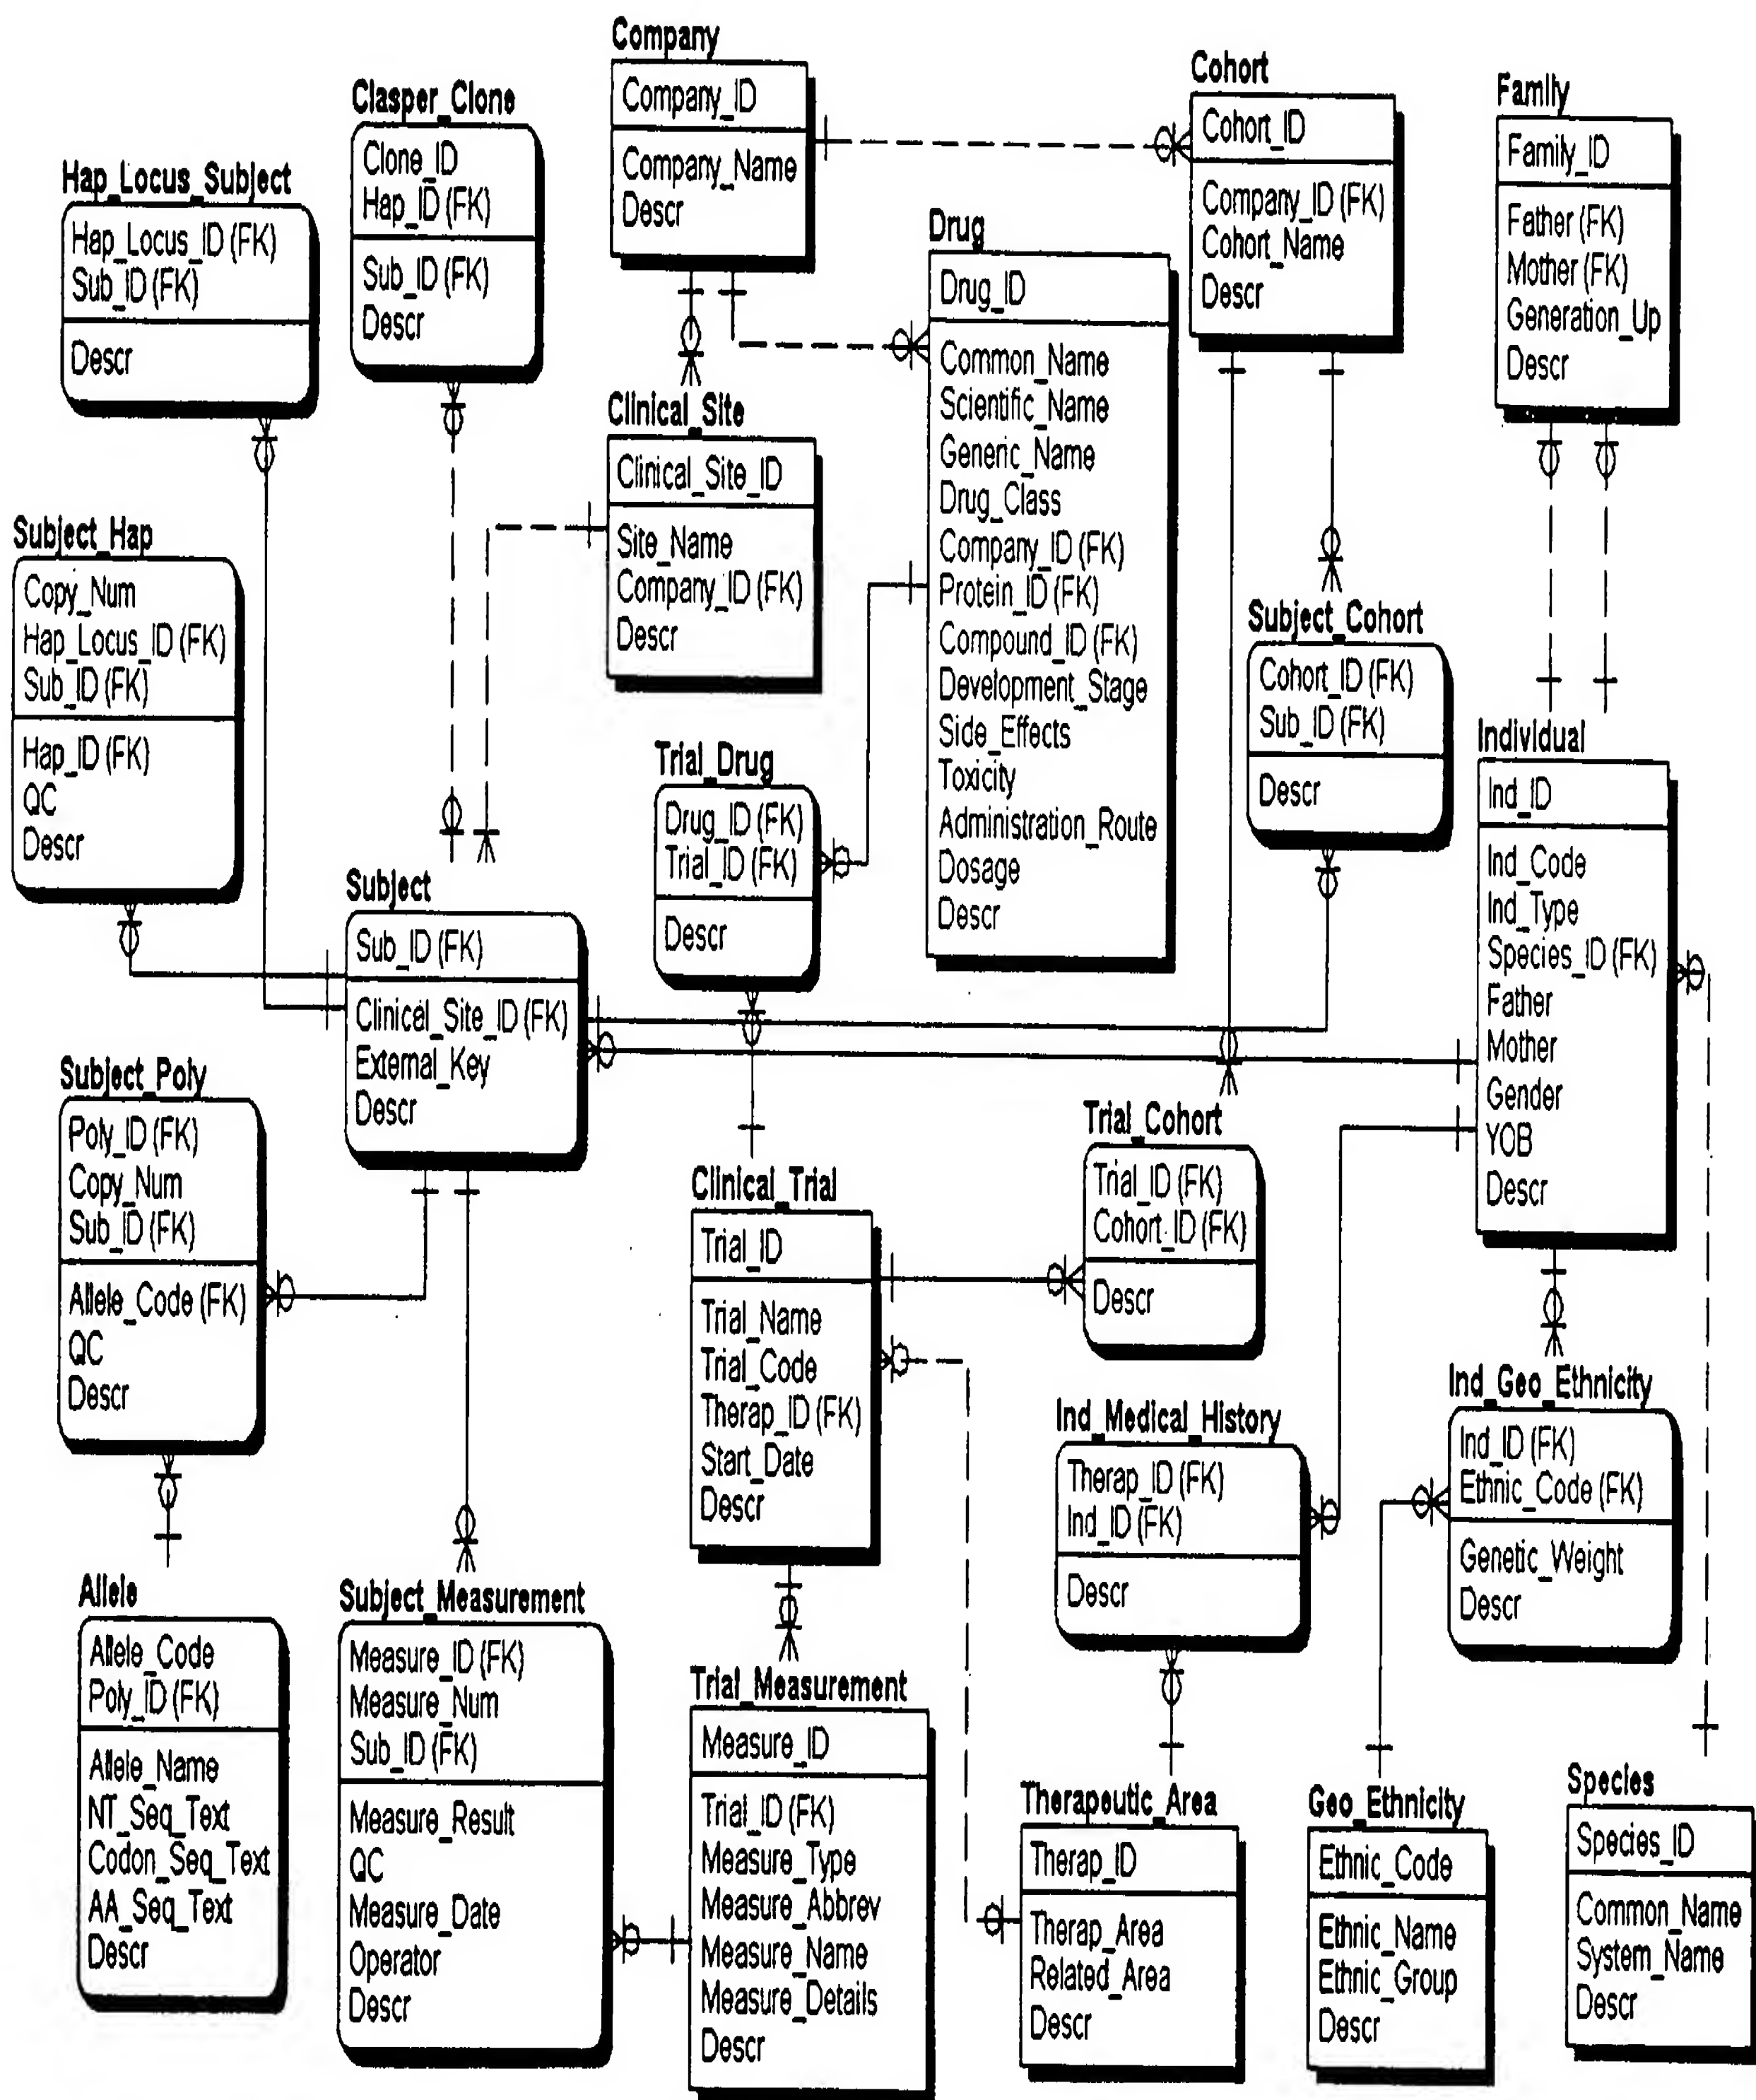 Company
Company_ID
Company_Name
Descr
Cohort
Cohort_ID
Company_ID (FK)
Cohort_Name
Descr
Family
Family_ID
Father (FK)
Mother (FK)
Generation_Up
Descr
Clasper_Clone
Clone_ID
Hap_ID (FK)
Sub_ID (FK)
Descr
Hap_Locus_Subject
Hap_Locus_ID (FK)
Sub_ID (FK)
Descr
Drug
Drug_ID
Common_Name
Scientific_Name
Generic_Name
Drug_Class
Company_ID (FK)
Protein_ID (FK)
Compound_ID (FK)
Development_Stage
Side_Effects
Toxicity
Administration_Route
Dosage
Descr
Clinical_Site
Clinical_Site_ID
Site_Name
Company_ID (FK)
Descr
Subject_Hap
Copy_Num
Hap_Locus_ID (FK)
Sub_ID (FK)
Hap_ID (FK)
QC
Descr
Subject_Cohort
Cohort_ID (FK)
Sub_ID (FK)
Descr
Individual
Ind_ID
Ind_Code
Ind_Type
Species_ID (FK)
Father
Mother
Gender
YOB
Descr
Trial_Drug
Drug_ID (FK)
Trial_ID (FK)
Descr
Subject
Sub_ID (FK)
Clinical_Site_ID (FK)
External_Key
Descr
Subject_Poly
Poly_ID (FK)
Copy_Num
Sub_ID (FK)
Allele_Code (FK)
QC
Descr
Trial_Cohort
Trial_ID (FK)
Cohort_ID (FK)
Descr
Clinical_Trial
Trial_ID
Trial_Name
Trial_Code
Therap_ID (FK)
Start_Date
Descr
Ind_Medical_History
Therap_ID (FK)
Ind_ID (FK)
Descr
Ind_Geo_Ethnicity
Ind_ID (FK)
Ethnic_Code (FK)
Genetic_Weight
Descr
Allele
Allele_Code
Poly_ID (FK)
Allele_Name
NT_Seq_Text
Codon_Seq_Text
AA_Seq_Text
Descr
Subject_Measurement
Measure_ID (FK)
Measure_Num
Sub_ID (FK)
Measure_Result
QC
Measure_Date
Operator
Descr
Trial_Measurement
Measure_ID
Trial_ID (FK)
Measure_Type
Measure_Abbrev
Measure_Name
Measure_Details
Descr
Therapeutic_Area
Therap_ID
Therap_Area
Related_Area
Descr
Geo_Ethnicity
Ethnic_Code
Ethnic_Name
Ethnic_Group
Descr
Species
Species_ID
Common_Name
System_Name
Descr